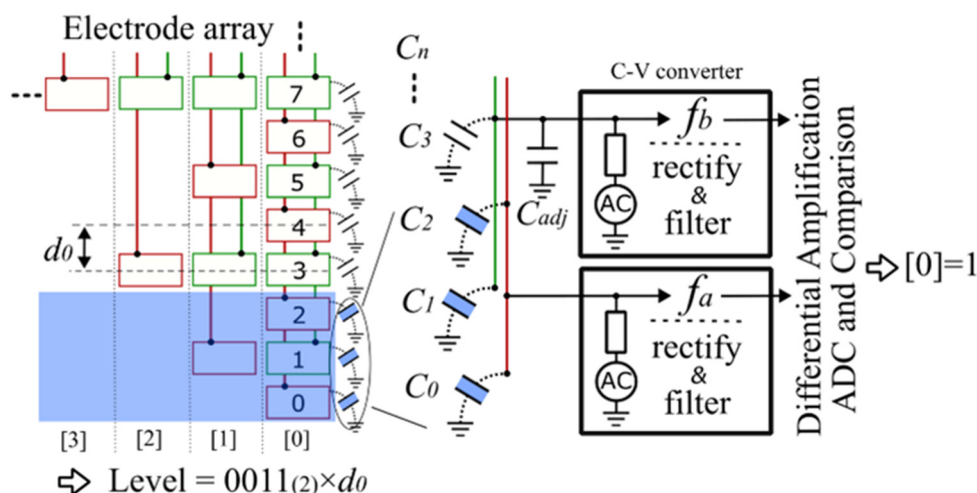 Electrode array
7
6
5
4
3
2
1
0
d0
[3] [2] [1] [0]
Level = 0011(2)×d0
Cn
C3
C2
C1
C0
Cadj
C-V converter
fb
rectify
&
filter
AC
fa
rectify
&
filter
AC
Differential Amplification
ADC and Comparison
[0]=1